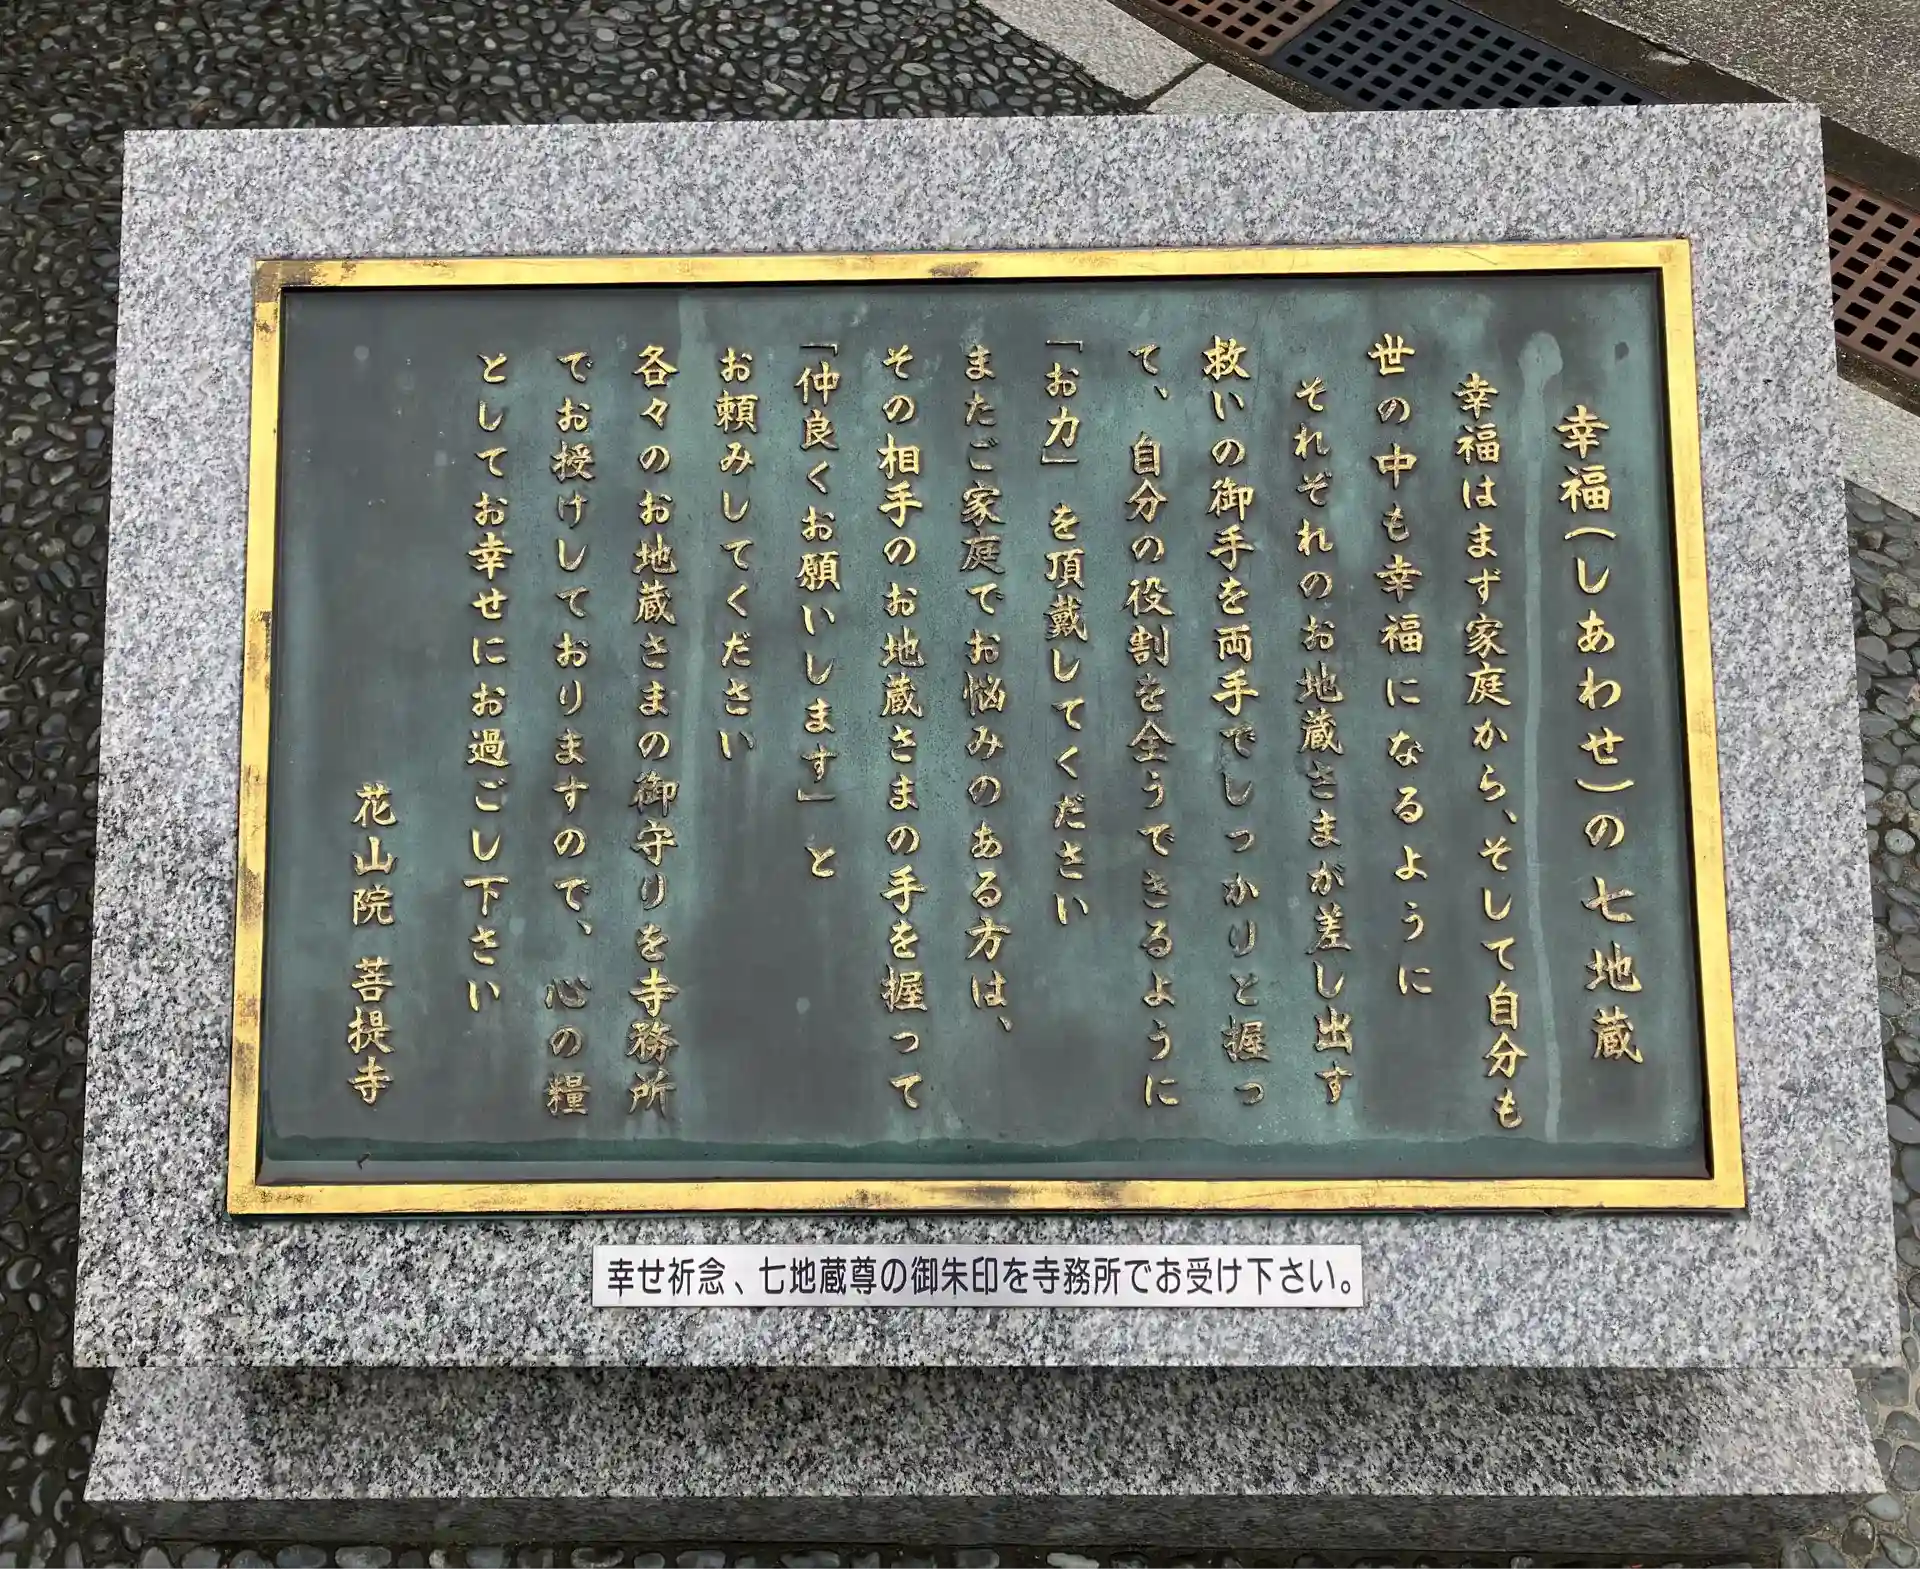 幸福(しあわせ)の七地蔵
幸福はまず家庭から、そして自分も
世の中も幸福になるように
それぞれのお地蔵さまが差し出す
救いの御手を両手でしっかりと握っ
て、自分の役割を全うできるように
「お力」を頂戴してください
またご家庭でお悩みのある方は、
その相手のお地蔵さまの手を握って
「仲良くお願いします」と
お頼みしてください
各々のお地蔵さまの御守りを寺務所
でお授けしておりますので、心の糧
としてお幸せにお過ごし下さい
花山院 菩提寺
幸せ祈念、七地蔵尊の御朱印を寺務所でお受け下さい。